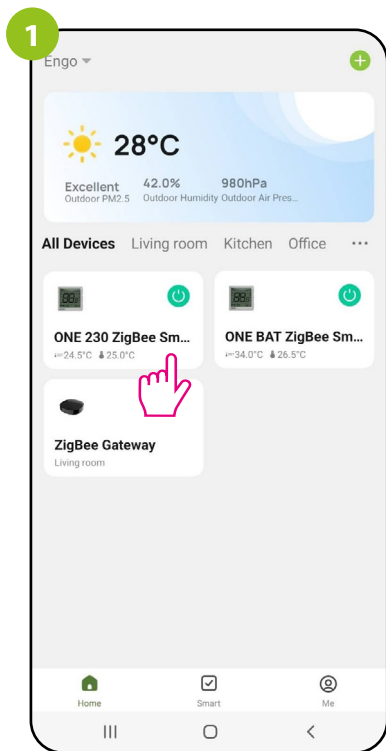 1
Engo
28°C
Excellent 42.0% 980hPa
Outdoor PM2.5 Outdoor Humidity Outdoor Air Pres...
All Devices Living room Kitchen Office ...
ONE 230 ZigBee Sm... ONE BAT ZigBee Sm...
24.5°C 25.0°C 34.0°C 26.5°C
ZigBee Gateway
Living room
Home Smart Me